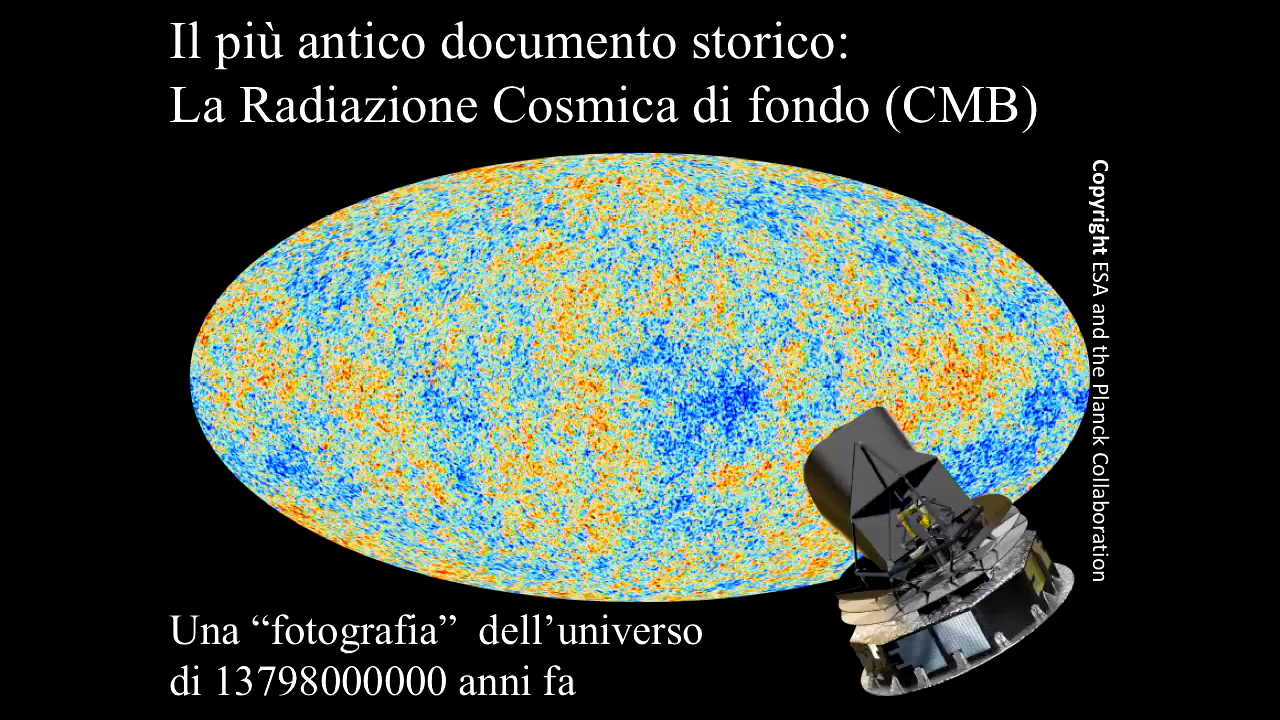 Il più antico documento storico:
La Radiazione Cosmica di fondo (CMB)
Copyright ESA and the Planck Collaboration
Una “fotografia”  dell’universo
di 13798000000 anni fa